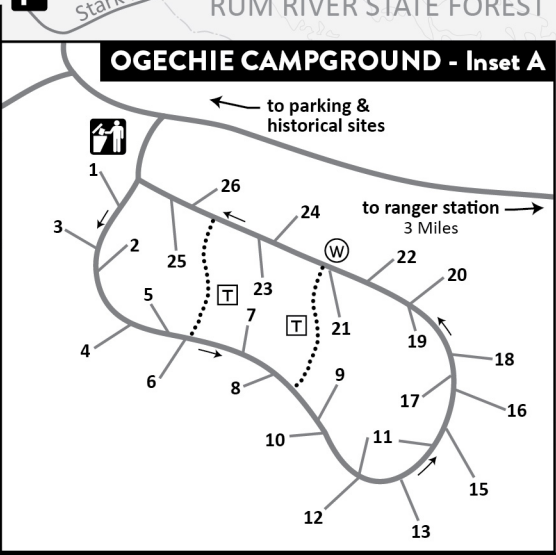 Stark
RUM RIVER STATE FOREST
OGECHIE CAMPGROUND - Inset A
to parking &
historical sites
1
26
to ranger station
3 Miles
3
24
2
W
25
22
20
23
5
T
7
T
21
19
4
18
6
8
9
17
16
10
11
15
12
13